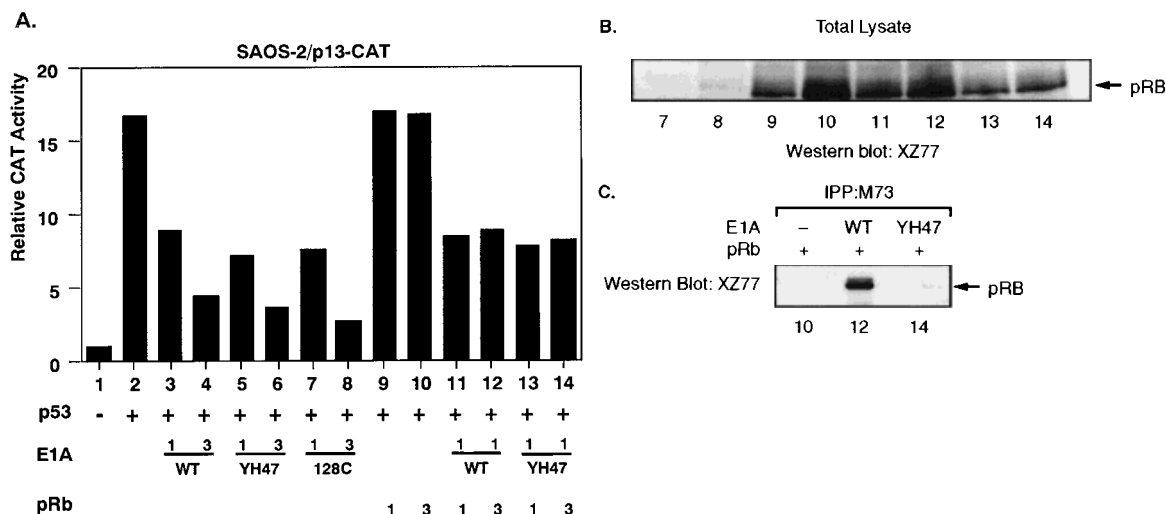 A.
SAOS-2/p13-CAT
Relative CAT Activity
20
15
10
5
0
1 2 3 4 5 6 7 8 9 10 11 12 13 14
p53 - + + + + + + + + + + + + +
E1A 1 3 1 3 1 3 1 1 1 1
WT YH47 128C WT YH47
pRb 1 3 1 3 1 3
B.
Total Lysate
pRB
7 8 9 10 11 12 13 14
Western blot: XZ77
C.
IPP:M73
E1A – WT YH47
pRb + + +
Western Blot: XZ77
pRB
10 12 14